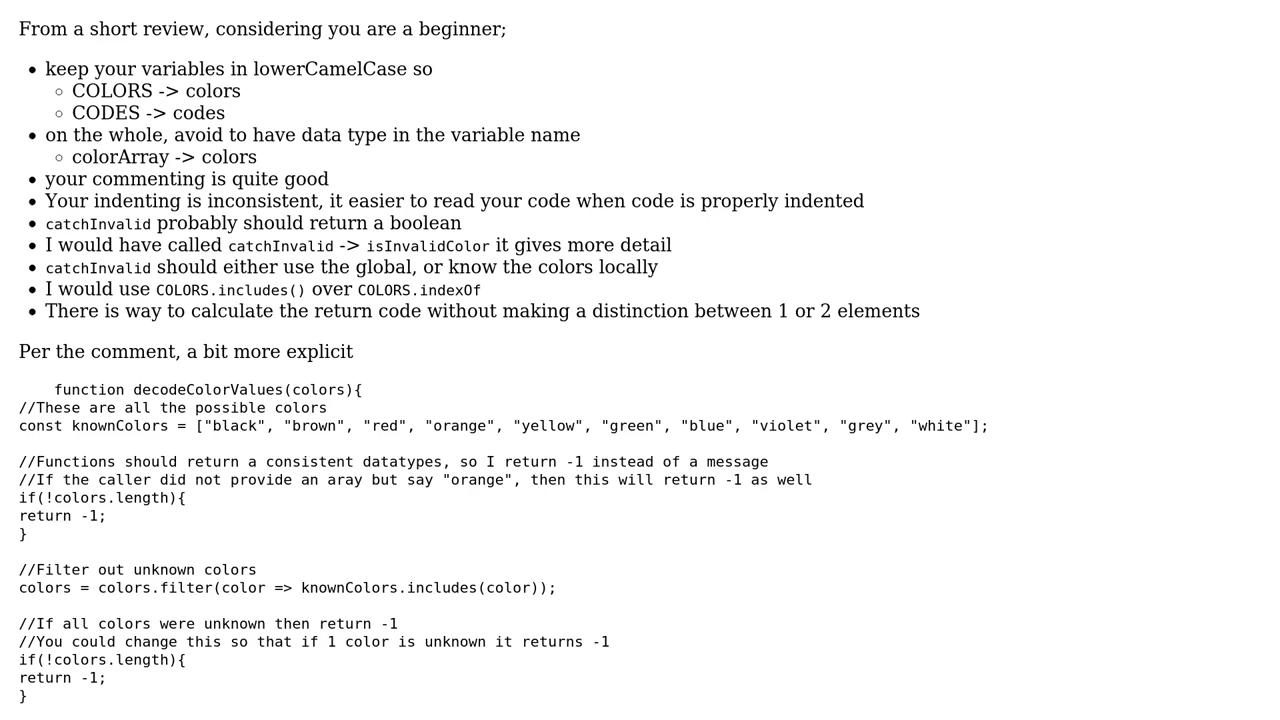 From a short review, considering you are a beginner;
• keep your variables in lowerCamelCase so
◦ COLORS -> colors
◦ CODES -> codes
• on the whole, avoid to have data type in the variable name
◦ colorArray -> colors
• your commenting is quite good
• Your indenting is inconsistent, it easier to read your code when code is properly indented
• catchInvalid probably should return a boolean
• I would have called catchInvalid -> isInvalidColor it gives more detail
• catchInvalid should either use the global, or know the colors locally
• I would use COLORS.includes() over COLORS.indexOf
• There is way to calculate the return code without making a distinction between 1 or 2 elements
Per the comment, a bit more explicit
    function decodeColorValues(colors){
//These are all the possible colors
const knownColors = ["black", "brown", "red", "orange", "yellow", "green", "blue", "violet", "grey", "white"];
//Functions should return a consistent datatypes, so I return -1 instead of a message
//If the caller did not provide an aray but say "orange", then this will return -1 as well
if(!colors.length){
return -1;
}
//Filter out unknown colors
colors = colors.filter(color => knownColors.includes(color));
//If all colors were unknown then return -1
//You could change this so that if 1 color is unknown it returns -1
if(!colors.length){
return -1;
}